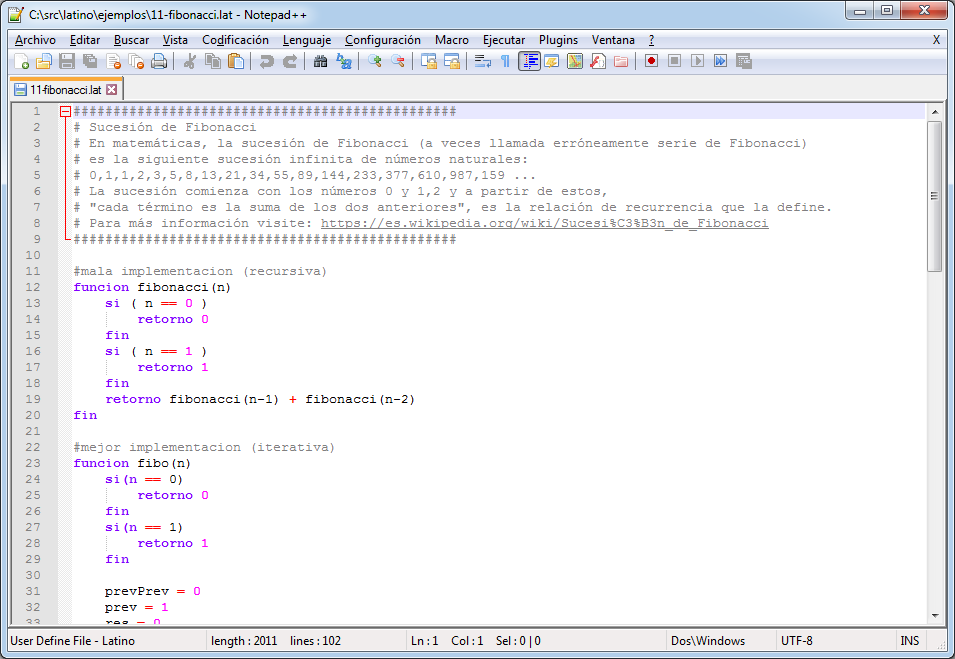 C:\src\latino\ejemplos\11-fibonacci.lat - Notepad++
Archivo Editar Buscar Vista Codificación Lenguaje Configuración Macro Ejecutar Plugins Ventana ? X
11-fibonacci.lat
1 ################################################
2 # Sucesión de Fibonacci
3 # En matemáticas, la sucesión de Fibonacci (a veces llamada erróneamente serie de Fibonacci)
4 # es la siguiente sucesión infinita de números naturales:
5 # 0,1,1,2,3,5,8,13,21,34,55,89,144,233,377,610,987,159 ...
6 # La sucesión comienza con los números 0 y 1,2 y a partir de estos,
7 # "cada término es la suma de los dos anteriores", es la relación de recurrencia que la define.
8 # Para más información visite: https://es.wikipedia.org/wiki/Sucesi%C3%B3n_de_Fibonacci
9 ################################################
10
11 #mala implementacion (recursiva)
12 funcion fibonacci(n)
13 si ( n == 0 )
14 retorno 0
15 fin
16 si ( n == 1 )
17 retorno 1
18 fin
19 retorno fibonacci(n-1) + fibonacci(n-2)
20 fin
21
22 #mejor implementacion (iterativa)
23 funcion fibo(n)
24 si(n == 0)
25 retorno 0
26 fin
27 si(n == 1)
28 retorno 1
29 fin
30
31 prevPrev = 0
32 prev = 1
33 res = 0
User Define File - Latino length : 2011 lines : 102 Ln : 1 Col : 1 Sel : 0 | 0 Dos\Windows UTF-8 INS